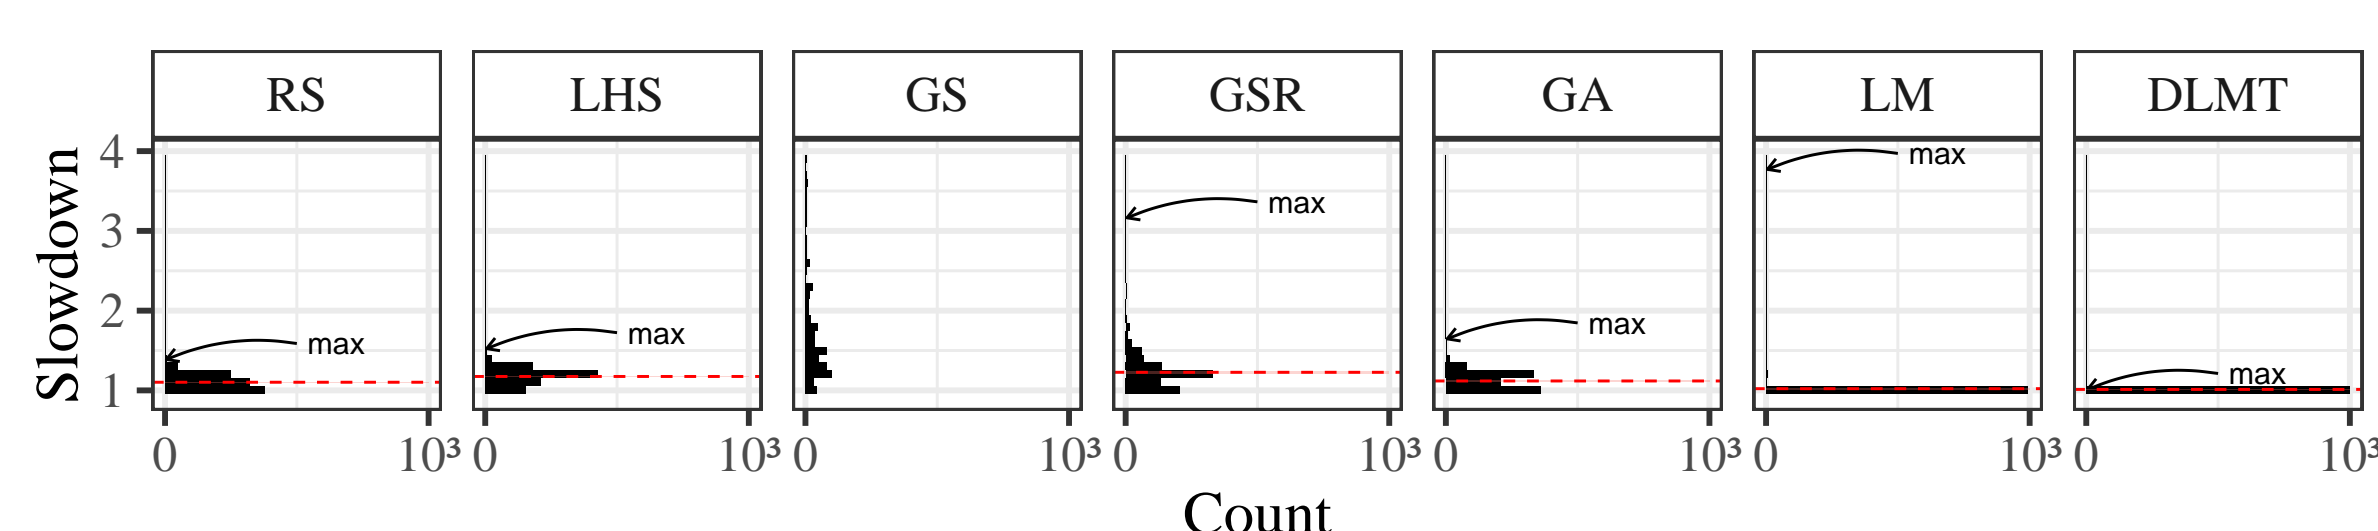 RS LHS GS GSR GA LM DLMT
Slowdown
4
3
2
1
max
max
max
max
max
max
0 10³ 0 10³ 0 10³ 0 10³ 0 10³ 0 10³ 0 10³
Count